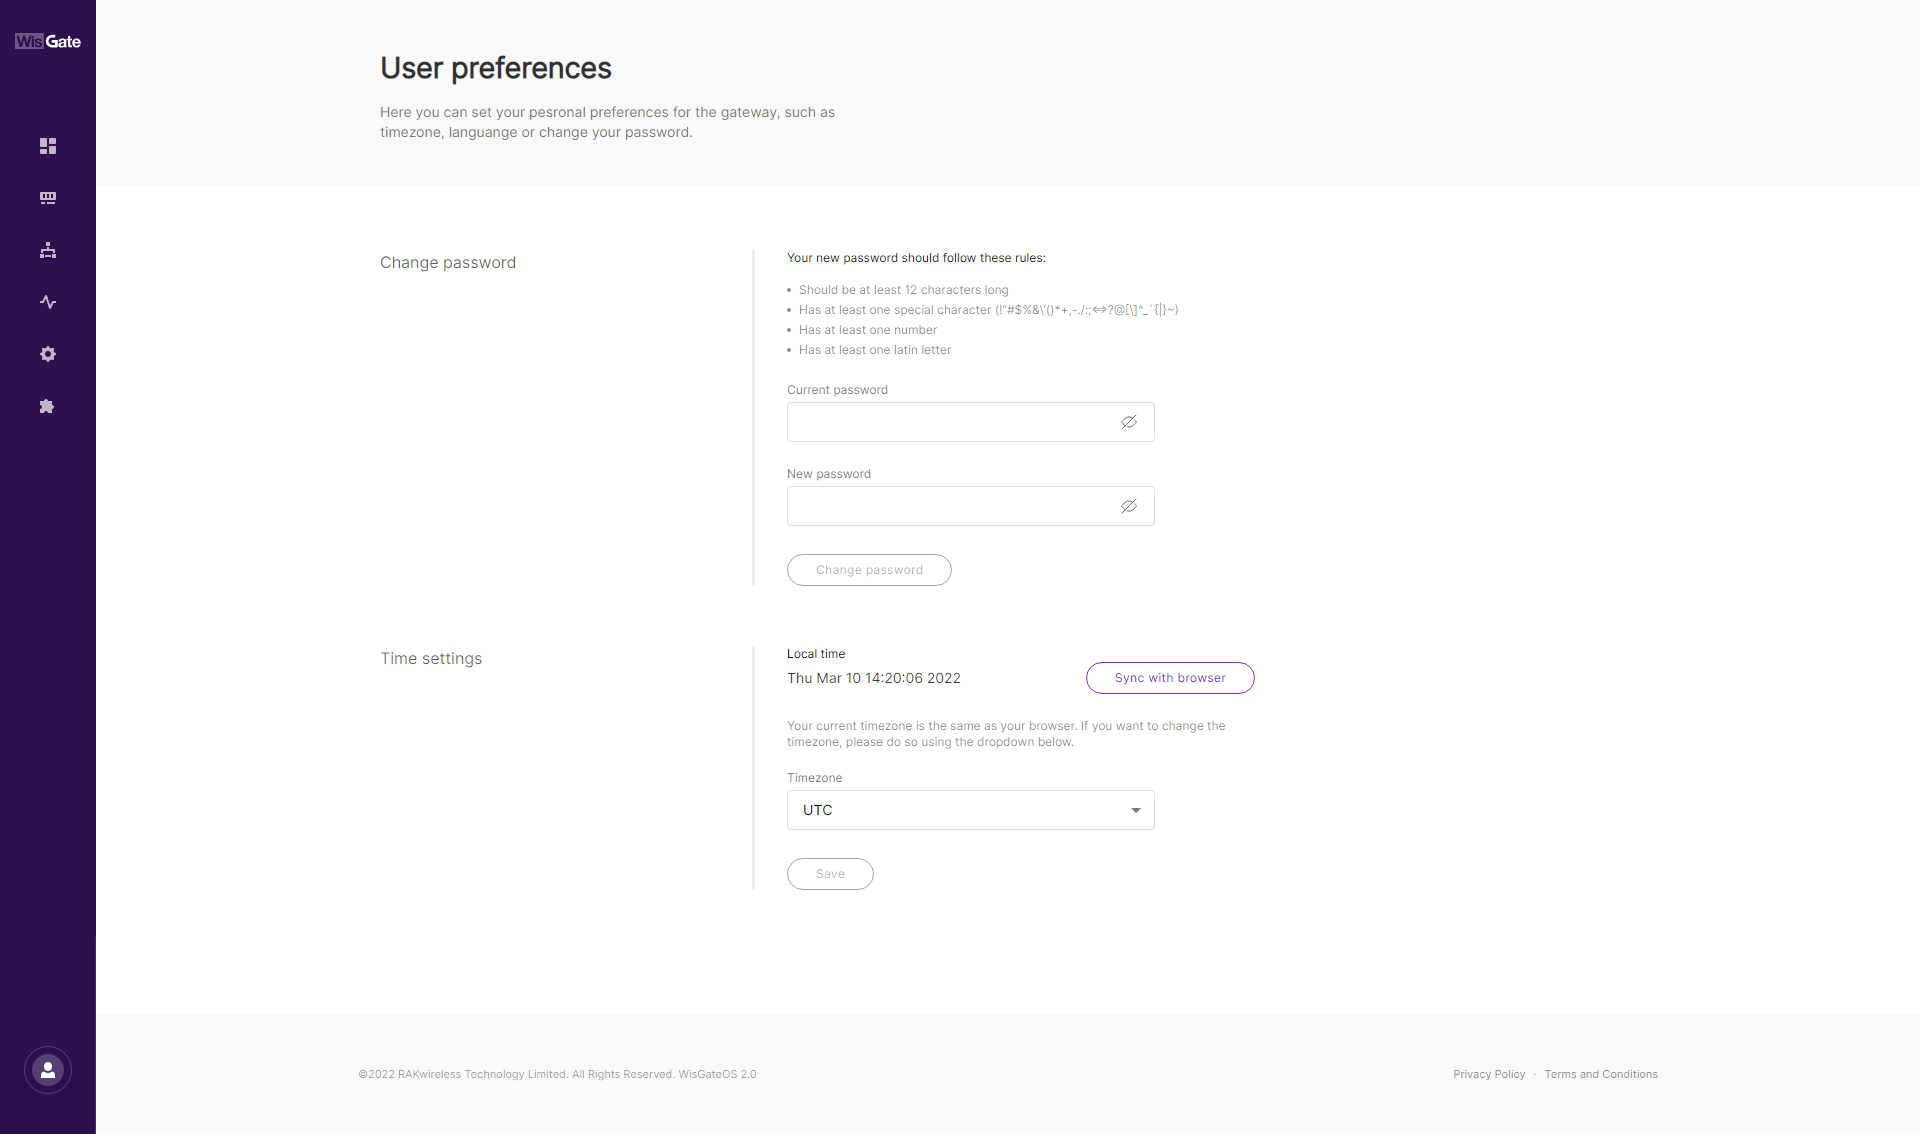 WisGate
User preferences
Here you can set your pesronal preferences for the gateway, such as
timezone, languange or change your password.
Change password
Your new password should follow these rules:
• Should be at least 12 characters long
• Has at least one special character (!"#$%&\'()*+,-./:;<=>?@[\]^_`{|}~)
• Has at least one number
• Has at least one latin letter
Current password
New password
Change password
Time settings
Local time
Thu Mar 10 14:20:06 2022
Sync with browser
Your current timezone is the same as your browser. If you want to change the
timezone, please do so using the dropdown below.
Timezone
UTC
Save
©2022 RAKwireless Technology Limited. All Rights Reserved. WisGateOS 2.0
Privacy Policy · Terms and Conditions